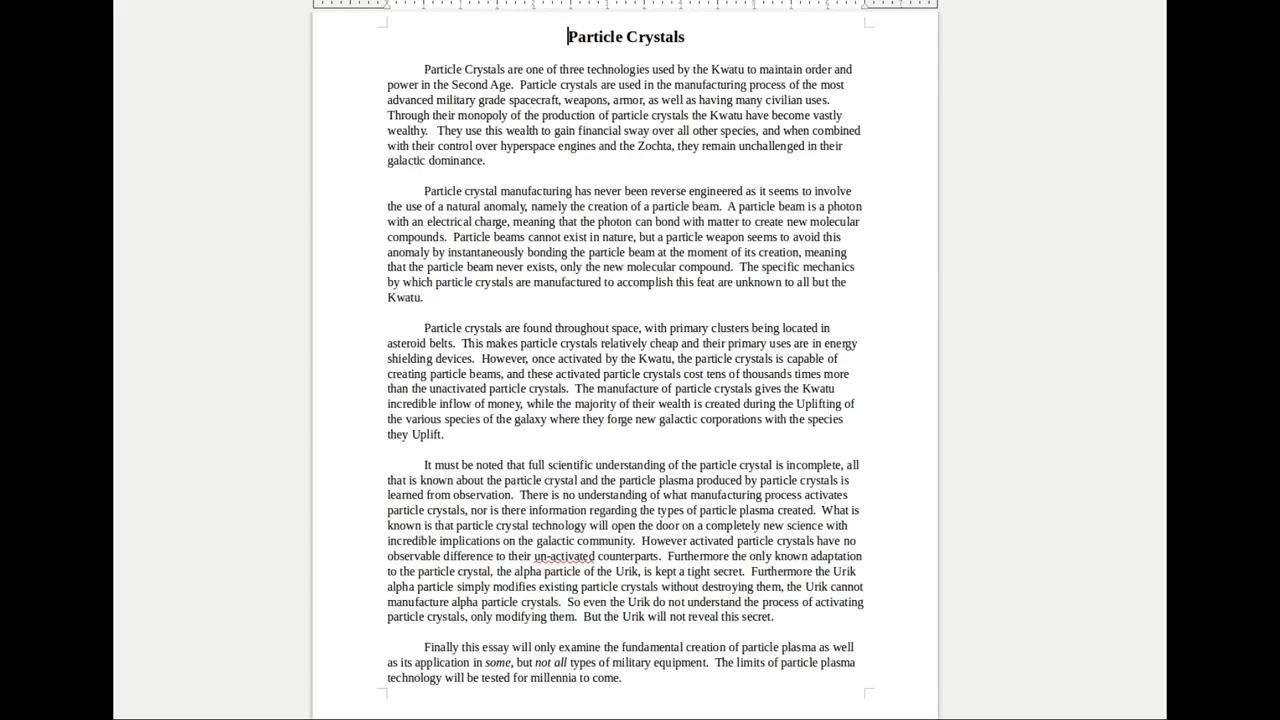 Particle Crystals
Particle Crystals are one of three technologies used by the Kwatu to maintain order and
power in the Second Age.  Particle crystals are used in the manufacturing process of the most
advanced military grade spacecraft, weapons, armor, as well as having many civilian uses.
Through their monopoly of the production of particle crystals the Kwatu have become vastly
wealthy.   They use this wealth to gain financial sway over all other species, and when combined
with their control over hyperspace engines and the Zochta, they remain unchallenged in their
galactic dominance.
Particle crystal manufacturing has never been reverse engineered as it seems to involve
the use of a natural anomaly, namely the creation of a particle beam.  A particle beam is a photon
with an electrical charge, meaning that the photon can bond with matter to create new molecular
compounds.  Particle beams cannot exist in nature, but a particle weapon seems to avoid this
anomaly by instantaneously bonding the particle beam at the moment of its creation, meaning
that the particle beam never exists, only the new molecular compound.  The specific mechanics
by which particle crystals are manufactured to accomplish this feat are unknown to all but the
Kwatu.
Particle crystals are found throughout space, with primary clusters being located in
asteroid belts.  This makes particle crystals relatively cheap and their primary uses are in energy
shielding devices.  However, once activated by the Kwatu, the particle crystals is capable of
creating particle beams, and these activated particle crystals cost tens of thousands times more
than the unactivated particle crystals.  The manufacture of particle crystals gives the Kwatu
incredible inflow of money, while the majority of their wealth is created during the Uplifting of
the various species of the galaxy where they forge new galactic corporations with the species
they Uplift.
It must be noted that full scientific understanding of the particle crystal is incomplete, all
that is known about the particle crystal and the particle plasma produced by particle crystals is
learned from observation.  There is no understanding of what manufacturing process activates
particle crystals, nor is there information regarding the types of particle plasma created.  What is
known is that particle crystal technology will open the door on a completely new science with
incredible implications on the galactic community.  However activated particle crystals have no
observable difference to their un-activated counterparts.  Furthermore the only known adaptation
to the particle crystal, the alpha particle of the Urik, is kept a tight secret.  Furthermore the Urik
alpha particle simply modifies existing particle crystals without destroying them, the Urik cannot
manufacture alpha particle crystals.  So even the Urik do not understand the process of activating
particle crystals, only modifying them.  But the Urik will not reveal this secret.
Finally this essay will only examine the fundamental creation of particle plasma as well
as its application in some, but not all types of military equipment.  The limits of particle plasma
technology will be tested for millennia to come.